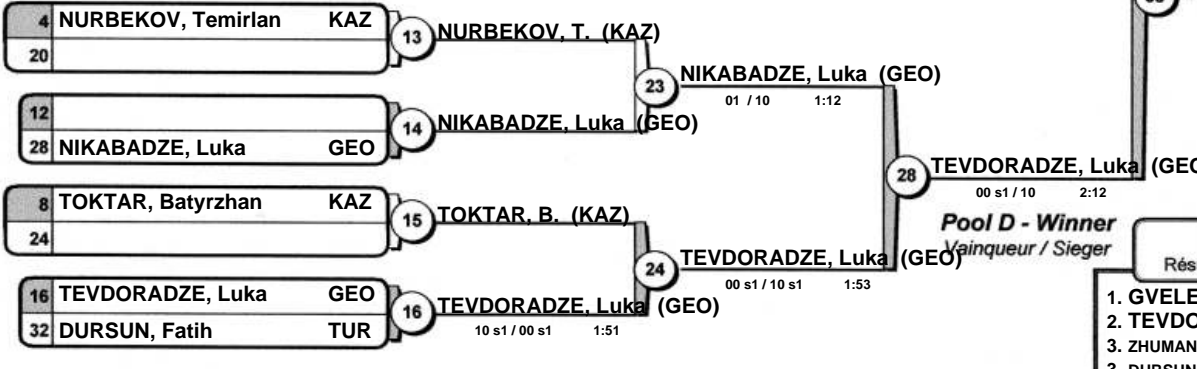 4 NURBEKOV, Temirlan KAZ
20
13 NURBEKOV, T. (KAZ)
12
28 NIKABADZE, Luka GEO
14 NIKABADZE, Luka (GEO)
23 NIKABADZE, Luka (GEO)
01 / 10 1:12
8 TOKTAR, Batyrzhan KAZ
24
15 TOKTAR, B. (KAZ)
16 TEVDORADZE, Luka GEO
32 DURSUN, Fatih TUR
16 TEVDORADZE, Luka (GEO)
10 s1 / 00 s1 1:51
24 TEVDORADZE, Luka (GEO)
00 s1 / 10 s1 1:53
28 TEVDORADZE, Luka (GEO
00 s1 / 10 2:12
Pool D - Winner
Vainqueur / Sieger
Rés
1. GVELE
2. TEVDO
3. ZHUMAN
3. DURSUN